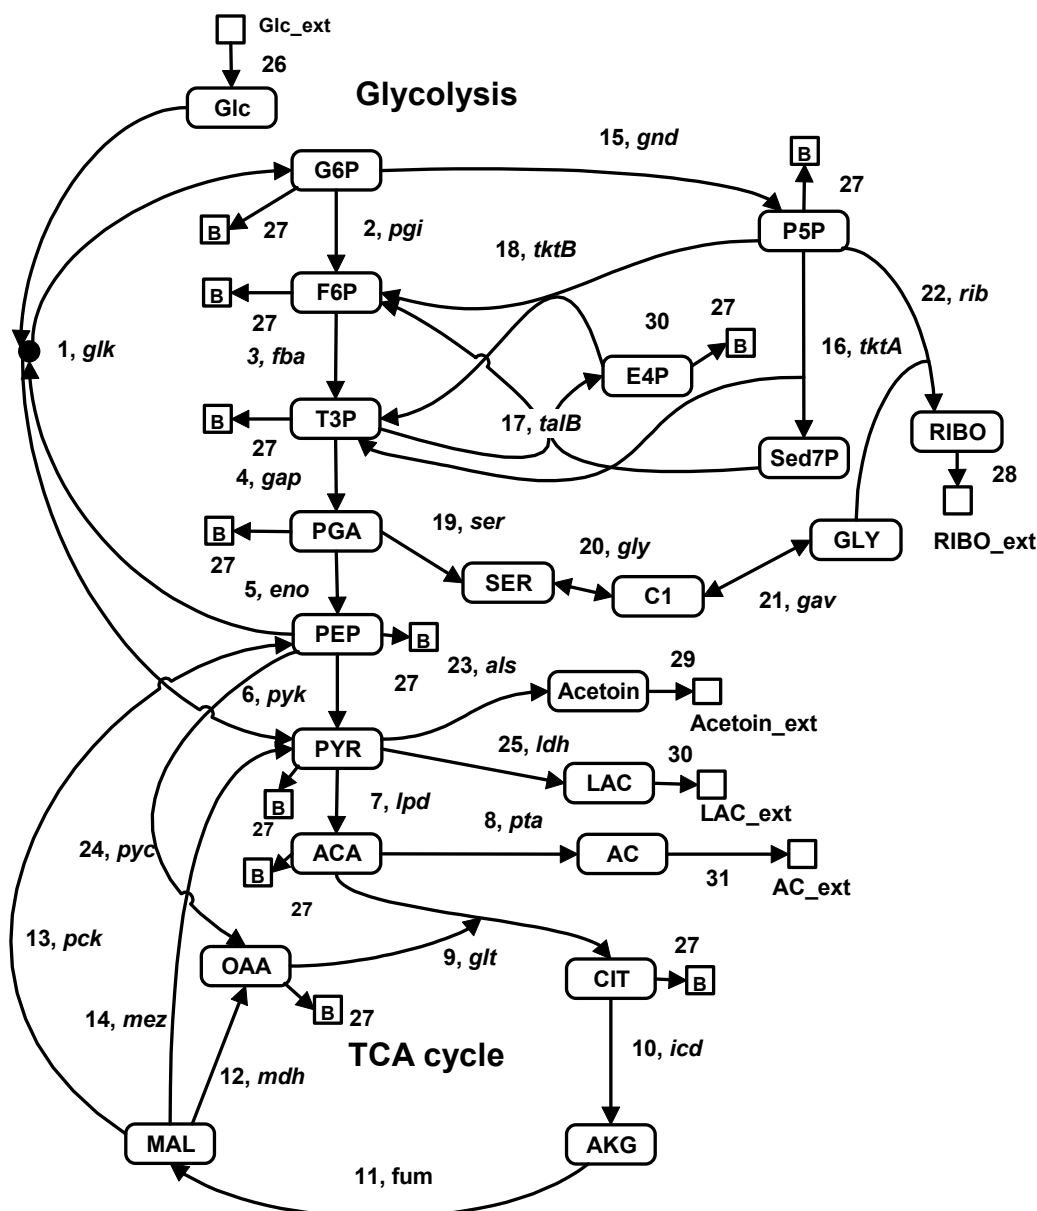 Glc_ext
26
Glc
Glycolysis
15, gnd
B
27
G6P
P5P
B
27
2, pgi
18, tktB
22, rib
B
F6P
27
30
27
B
1, glk
3, fba
E4P
16, tktA
B
T3P
27
17, talB
RIBO
4, gap
Sed7P
28
B
PGA
19, ser
20, gly
GLY
RIBO_ext
27
5, eno
SER
C1
21, gav
PEP
B
6, pyk
27
23, als
29
Acetoin
Acetoin_ext
PYR
25, ldh
30
LAC
B
7, lpd
LAC_ext
27
8, pta
24, pyc
B
ACA
AC
31
AC_ext
27
13, pck
OAA
9, glt
27
CIT
B
14, mez
B
27
TCA cycle
10, icd
12, mdh
MAL
AKG
11, fum